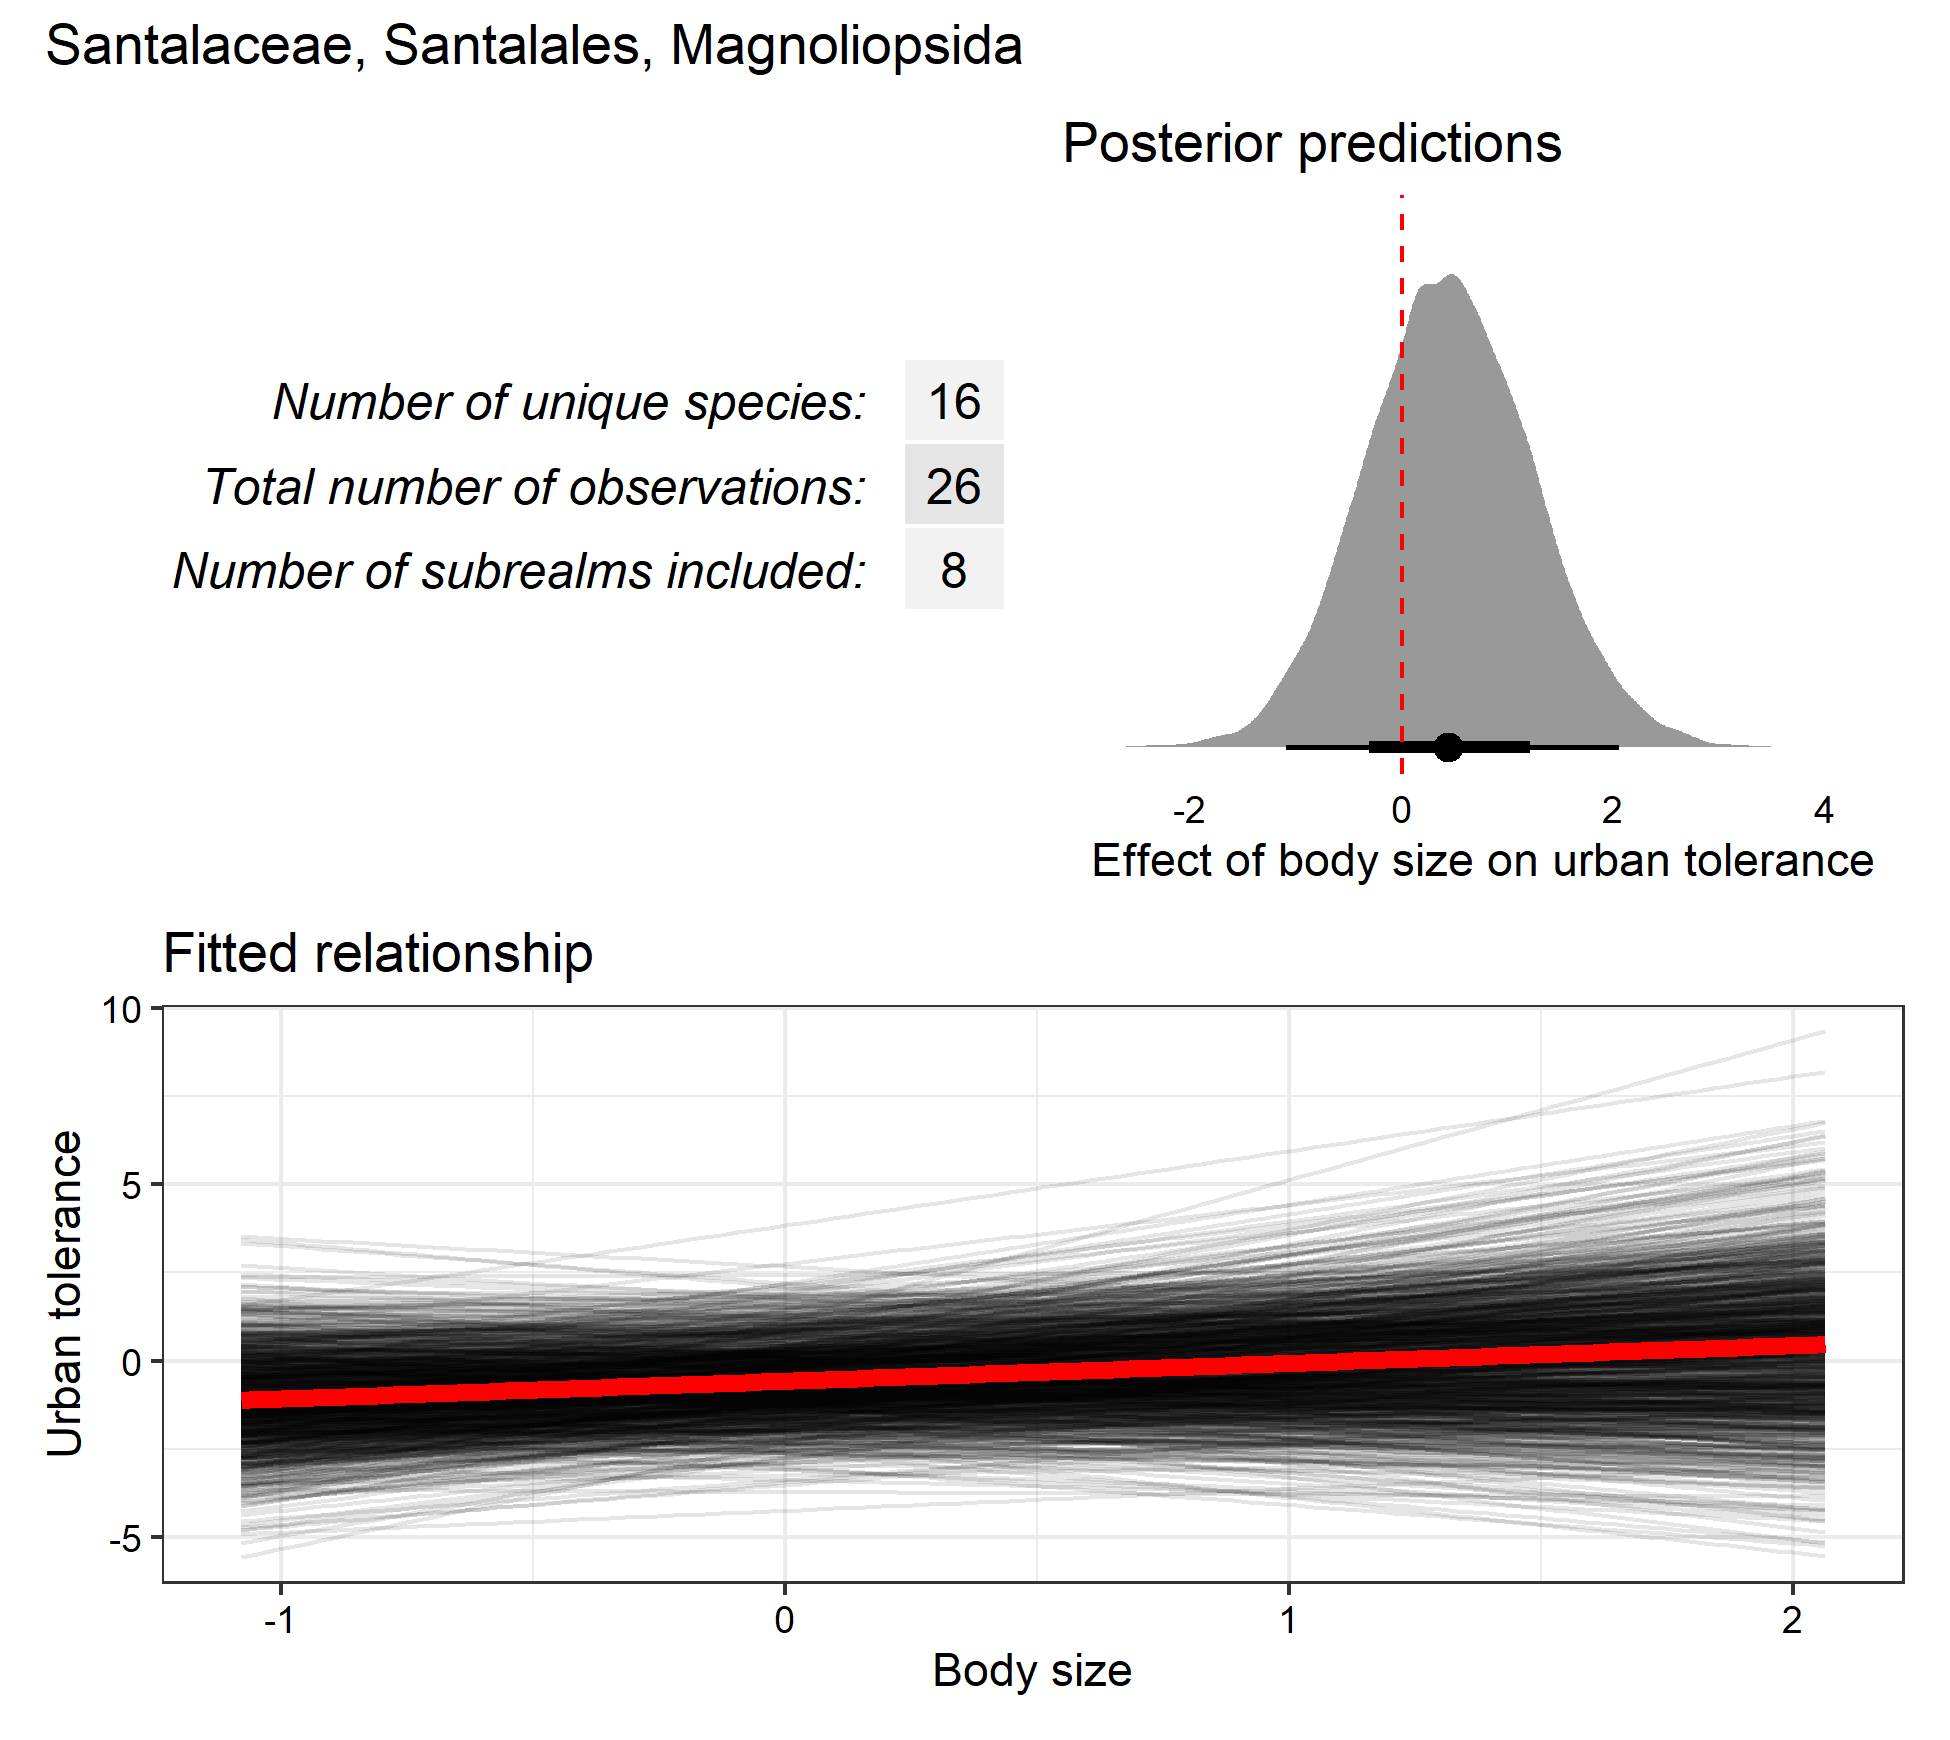 Santalaceae, Santalales, Magnoliopsida
Posterior predictions
Number of unique species: 16
Total number of observations: 26
Number of subrealms included: 8
-2 0 2 4
Effect of body size on urban tolerance
Fitted relationship
10
5
0
-5
Urban tolerance
-1 0 1 2
Body size